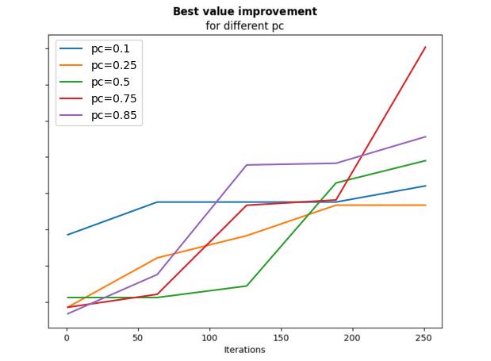 Best value improvement
for different pc
pc=0.1
pc=0.25
pc=0.5
pc=0.75
pc=0.85
0 50 100 150 200 250
Iterations